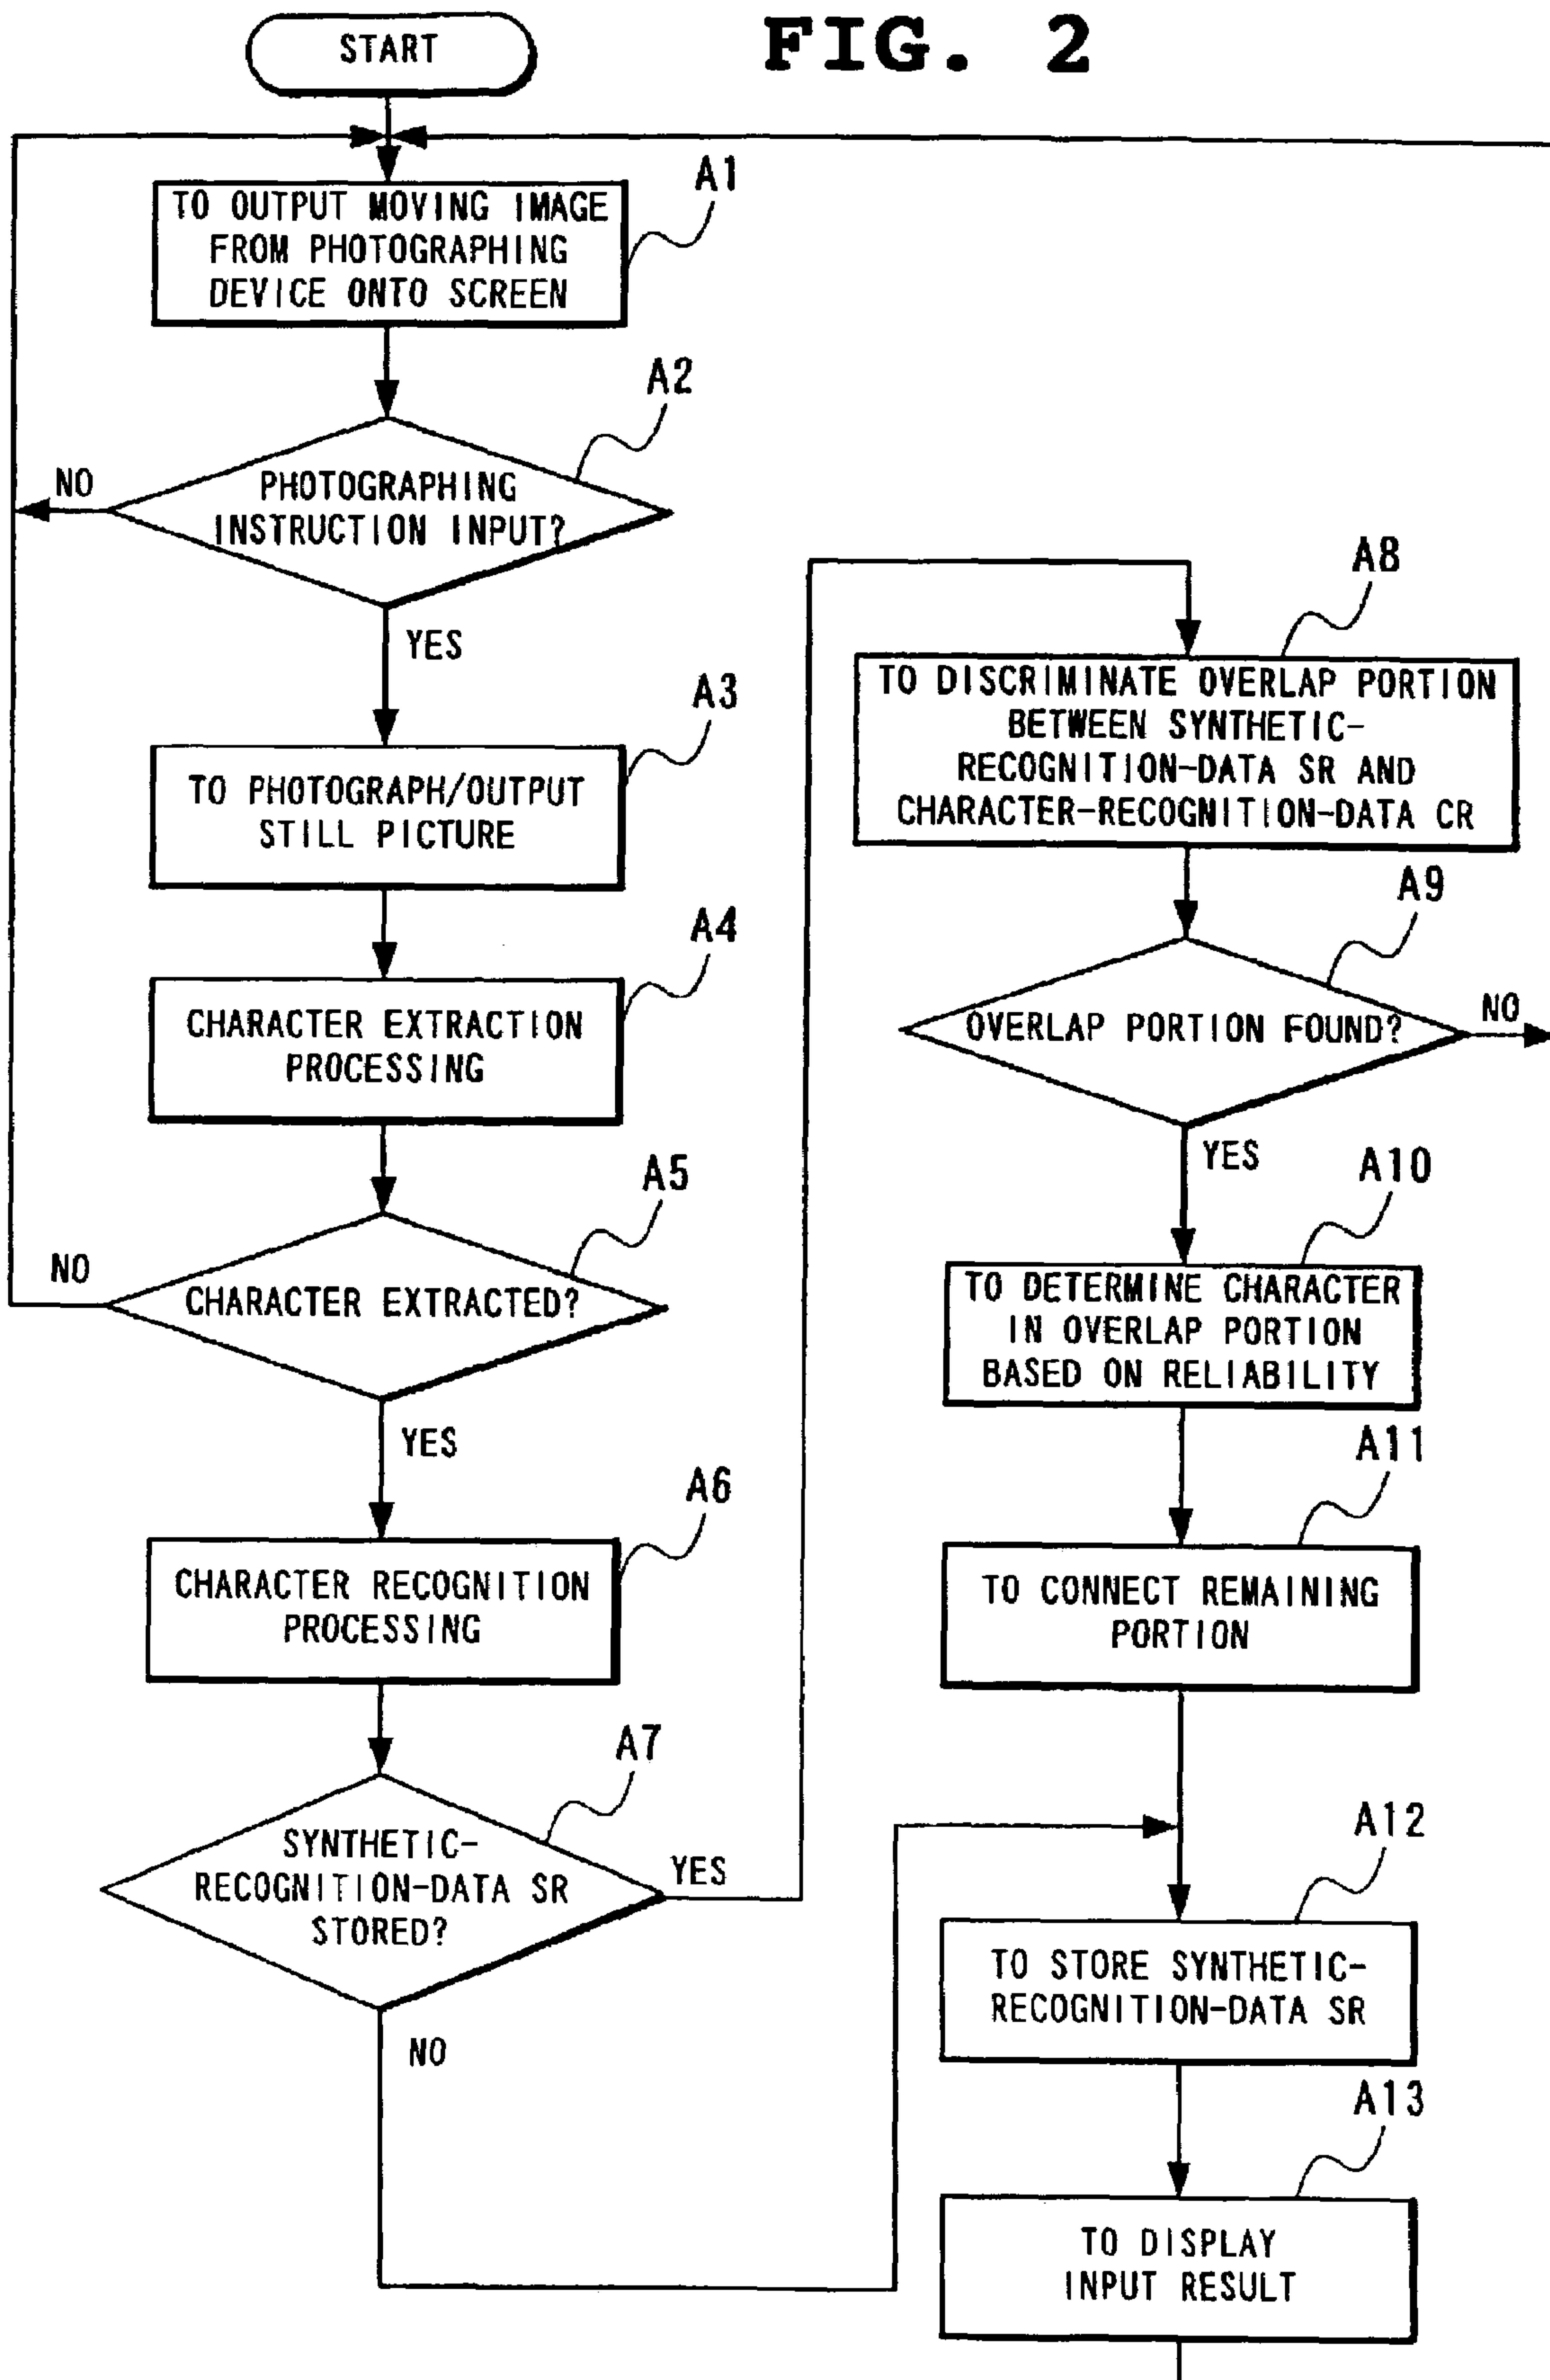 FIG. 2
START
A1
TO OUTPUT MOVING IMAGE
FROM PHOTOGRAPHING
DEVICE ONTO SCREEN
A2
PHOTOGRAPHING
INSTRUCTION INPUT?
NO
YES
A3
TO PHOTOGRAPH/OUTPUT
STILL PICTURE
A4
CHARACTER EXTRACTION
PROCESSING
A5
CHARACTER EXTRACTED?
NO
YES
A6
CHARACTER RECOGNITION
PROCESSING
A7
SYNTHETIC-
RECOGNITION-DATA SR
STORED?
YES
NO
A8
TO DISCRIMINATE OVERLAP PORTION
BETWEEN SYNTHETIC-
RECOGNITION-DATA SR AND
CHARACTER-RECOGNITION-DATA CR
A9
OVERLAP PORTION FOUND?
NO
YES
A10
TO DETERMINE CHARACTER
IN OVERLAP PORTION
BASED ON RELIABILITY
A11
TO CONNECT REMAINING
PORTION
A12
TO STORE SYNTHETIC-
RECOGNITION-DATA SR
A13
TO DISPLAY
INPUT RESULT